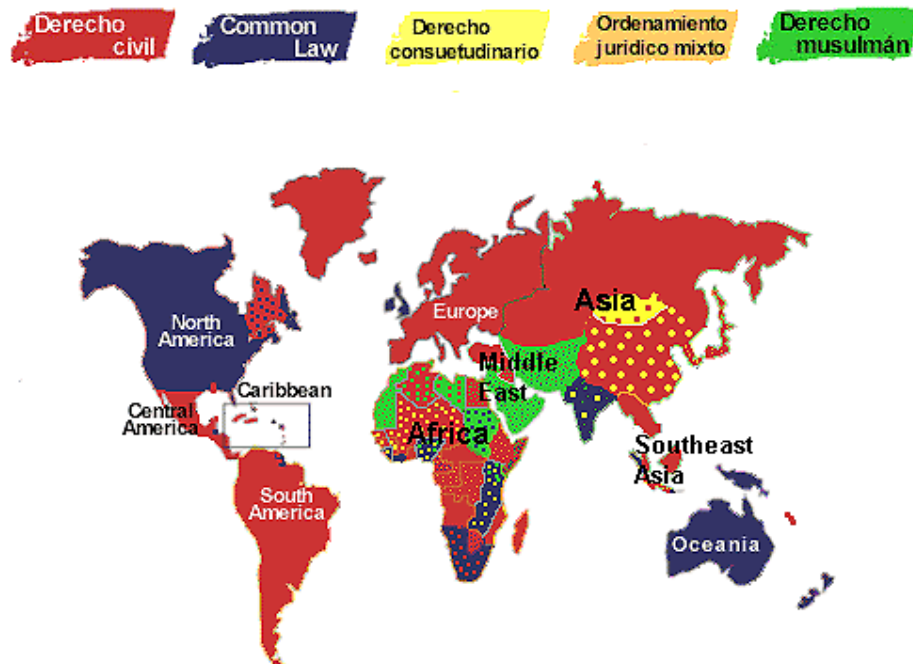 Derecho
civil
Common
Law
Derecho
consuetudinario
Ordenamiento
jurídico mixto
Derecho
musulmán
Asia
Europe
North
America
Middle
East
Caribbean
Central
America
Africa
Southeast
Asia
South
America
Oceania